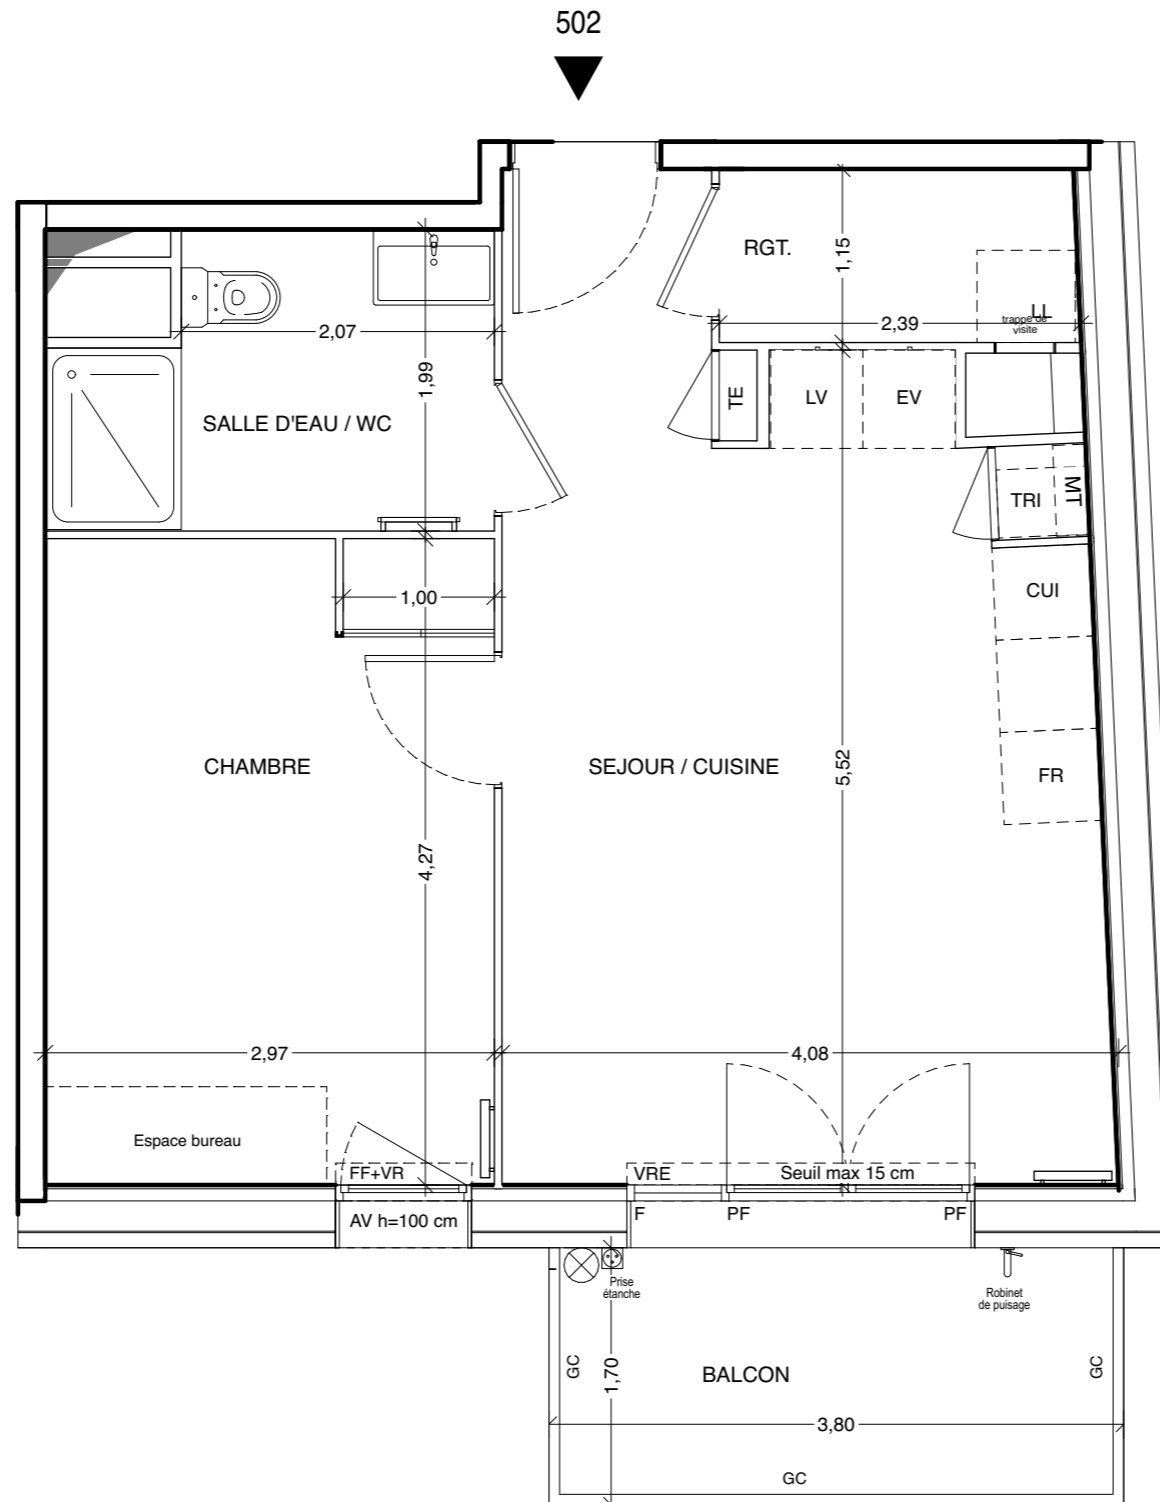 502
RGT.
1,15
2,39
LL
trappe de
visite
2,07
1,99
SALLE D'EAU / WC
TE
LV
EV
TRI
MT
CUI
1,00
CHAMBRE
SEJOUR / CUISINE
5,52
FR
4,27
2,97
4,08
Espace bureau
FF+VR
VRE
Seuil max 15 cm
AV h=100 cm
F
PF
PF
Prise
étanche
Robinet
de puisage
GC
1,70
BALCON
GC
3,80
GC